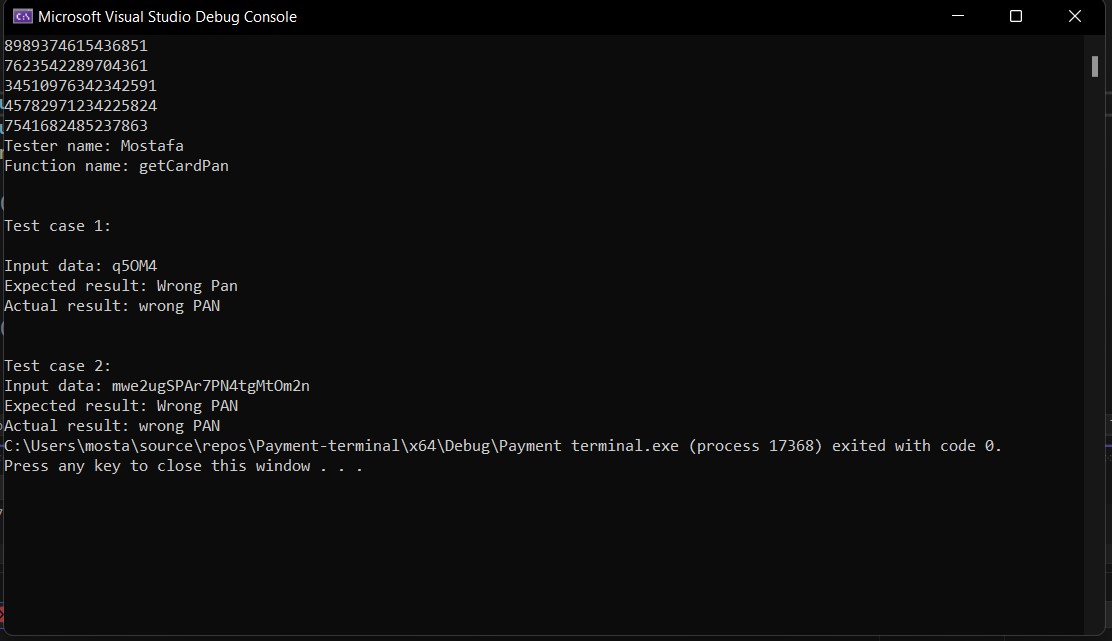 Microsoft Visual Studio Debug Console
8989374615436851
7623542289704361
34510976342342591
45782971234225824
7541682485237863
Tester name: Mostafa
Function name: getCardPan
Test case 1:
Input data: q5OM4
Expected result: Wrong Pan
Actual result: wrong PAN
Test case 2:
Input data: mwe2ugSPAr7PN4tgMtOm2n
Expected result: Wrong PAN
Actual result: wrong PAN
C:\Users\mosta\source\repos\Payment-terminal\x64\Debug\Payment terminal.exe (process 17368) exited with code 0.
Press any key to close this window . . .